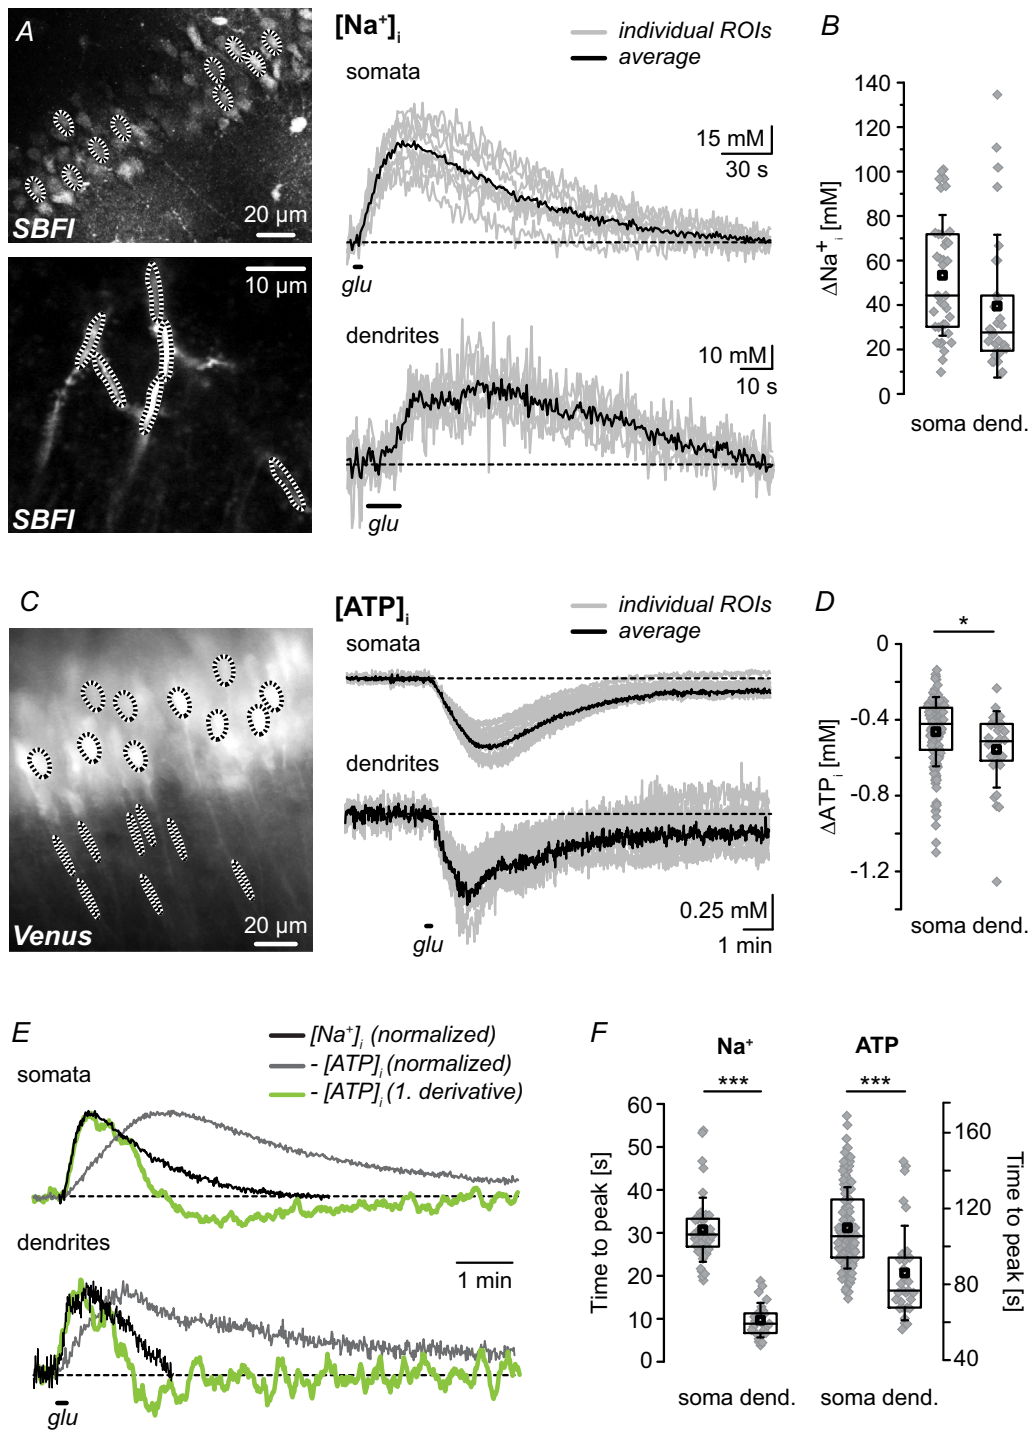 A
SBFI
20 µm
10 µm
SBFI
[Na⁺]ᵢ
individual ROIs
average
somata
15 mM
30 s
glu
dendrites
10 mM
10 s
glu
B
ΔNa⁺ᵢ [mM]
140
120
100
80
60
40
20
0
soma dend.
C
Venus
20 µm
[ATP]ᵢ
individual ROIs
average
somata
dendrites
glu
0.25 mM
1 min
D
*
ΔATPᵢ [mM]
0
-0.4
-0.8
-1.2
soma dend.
E
[Na⁺]ᵢ (normalized)
- [ATP]ᵢ (normalized)
- [ATP]ᵢ (1. derivative)
somata
dendrites
1 min
glu
F
Na⁺
ATP
***
***
Time to peak [s]
60
50
40
30
20
10
0
160
120
80
40
Time to peak [s]
soma dend.
soma dend.